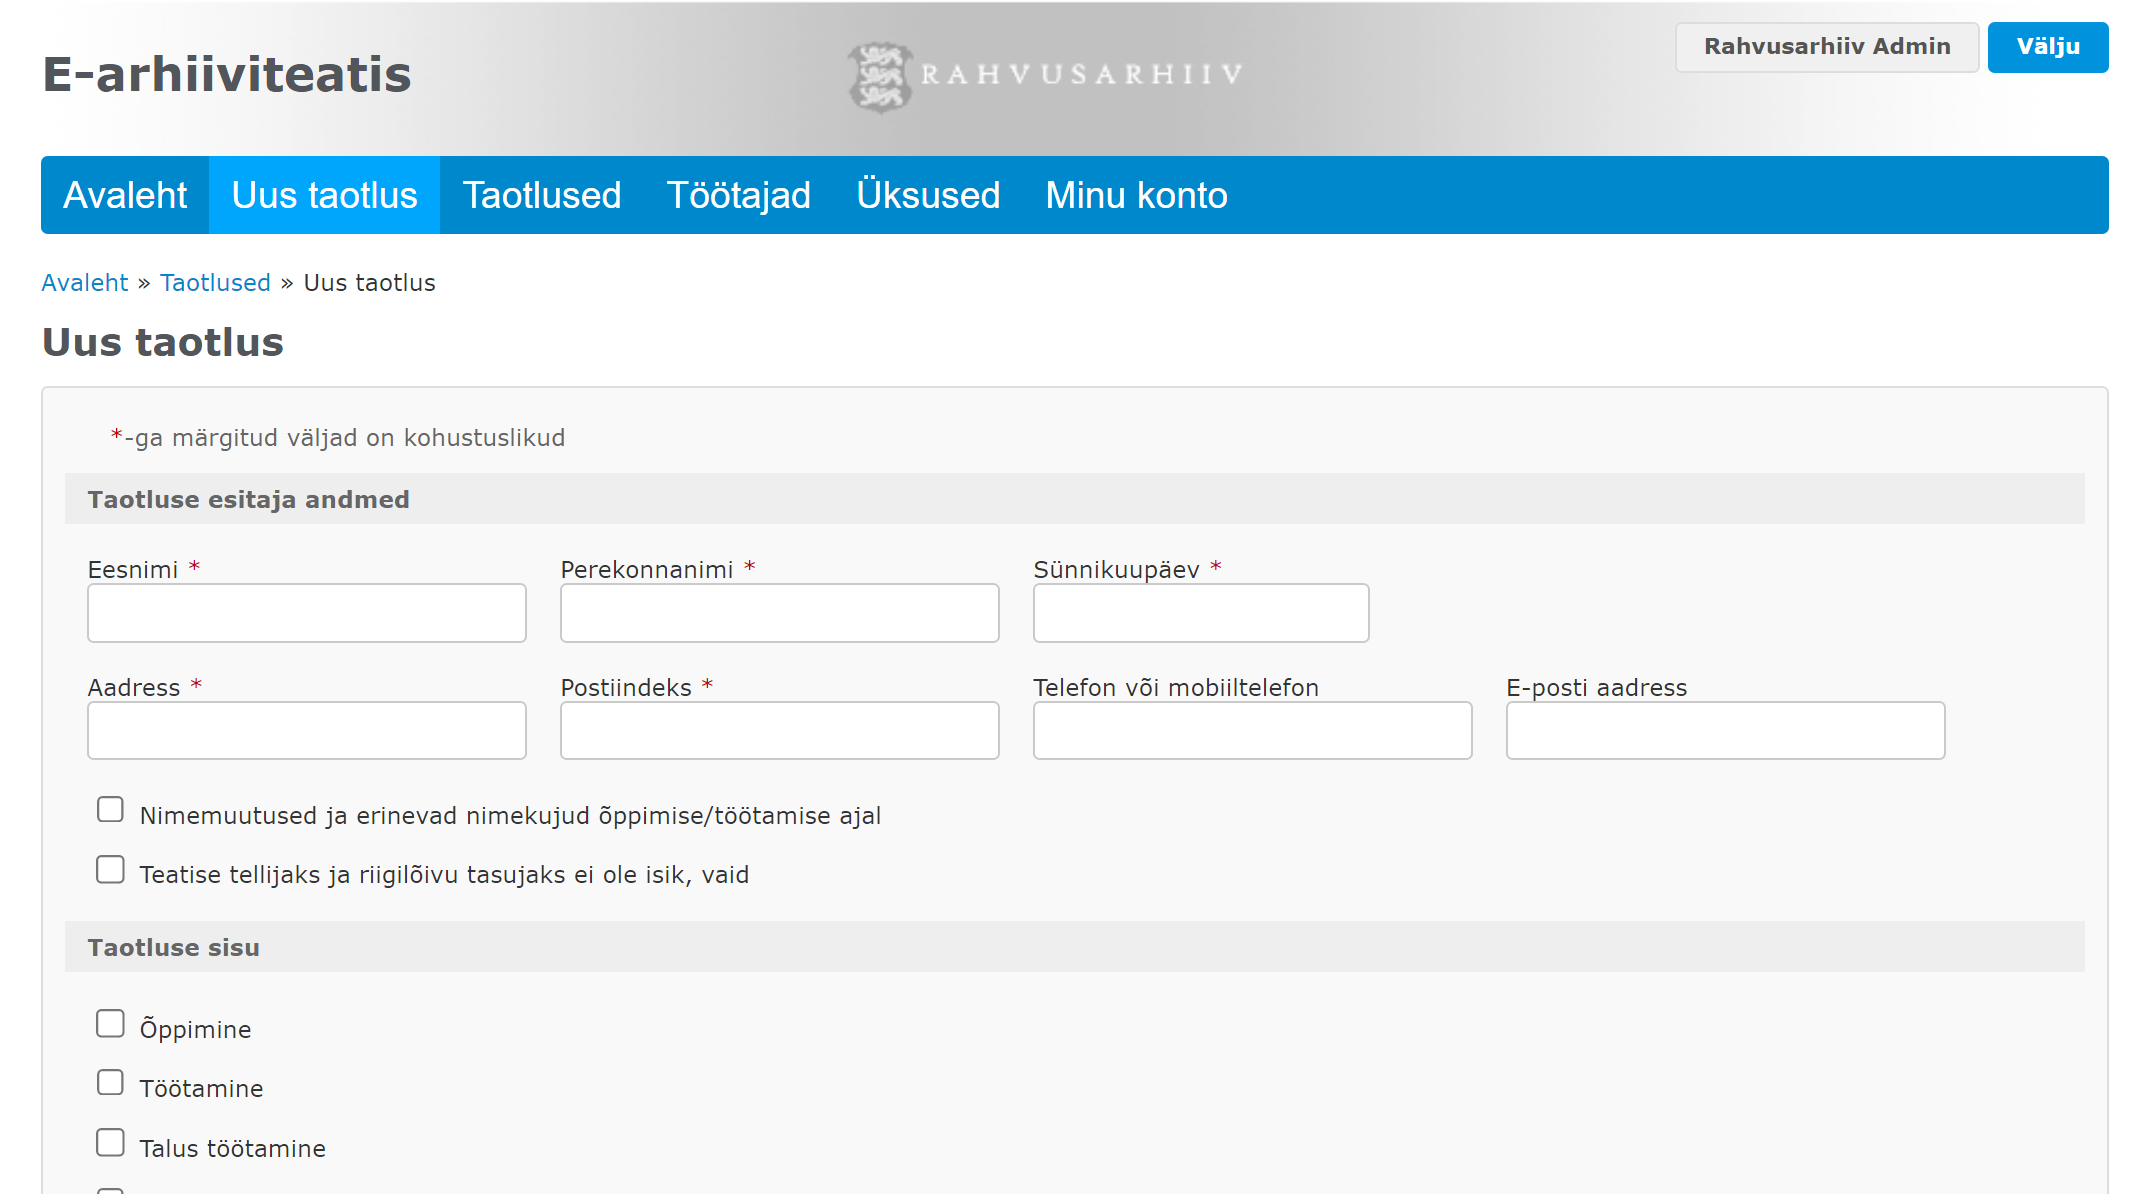 E-arhiiviteatis
RAHVUSARHIIV
Rahvusarhiiv Admin
Välju
Avaleht Uus taotlus Taotlused Töötajad Üksused Minu konto
Avaleht » Taotlused » Uus taotlus
Uus taotlus
*-ga märgitud väljad on kohustuslikud
Taotluse esitaja andmed
Eesnimi * Perekonnanimi * Sünnikuupäev *
Aadress * Postiindeks * Telefon või mobiiltelefon E-posti aadress
Nimemuutused ja erinevad nimekujud õppimise/töötamise ajal
Teatise tellijaks ja riigilõivu tasujaks ei ole isik, vaid
Taotluse sisu
Õppimine
Töötamine
Talus töötamine